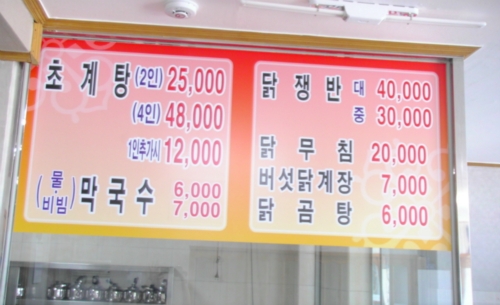 초계탕 (2인) 25,000
(4인) 48,000
1인추가시 12,000
(물·비빔) 막국수 6,000
7,000
닭쟁반 대 40,000
중 30,000
닭무침 20,000
버섯닭계장 7,000
닭곰탕 6,000